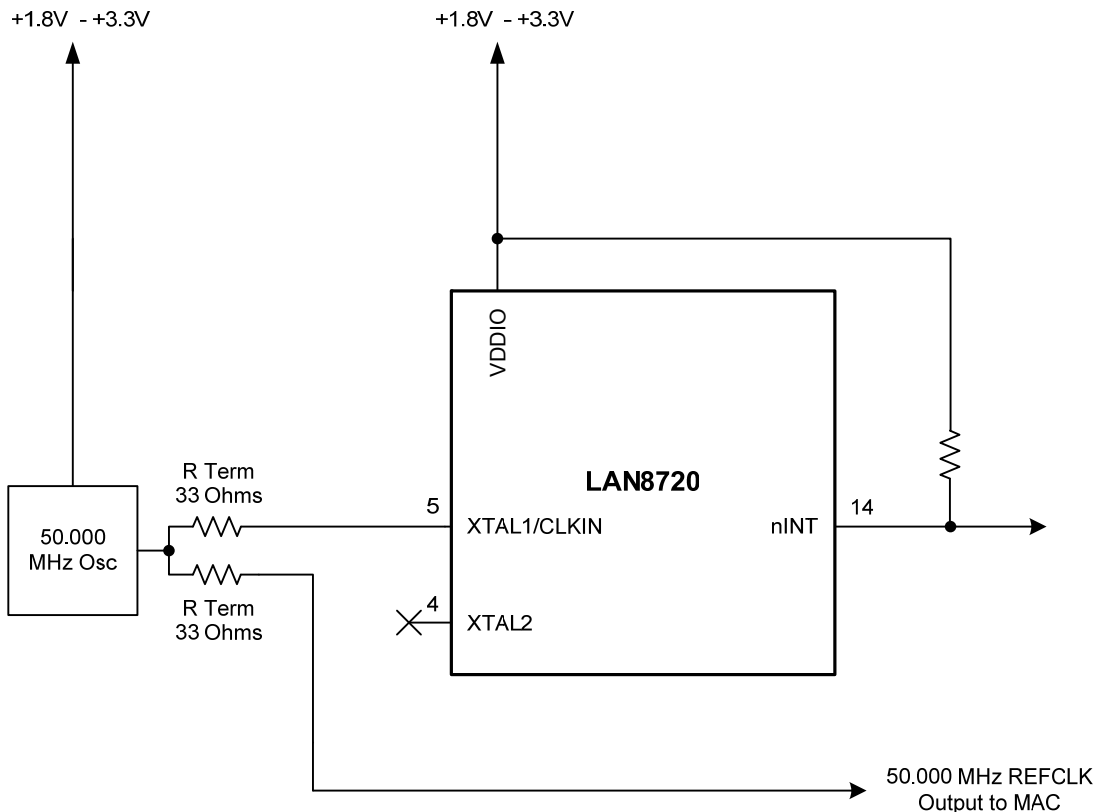 +1.8V - +3.3V
+1.8V - +3.3V
VDDIO
LAN8720
R Term
33 Ohms
50.000
MHz Osc
5
XTAL1/CLKIN
nINT
14
R Term
33 Ohms
4
XTAL2
50.000 MHz REFCLK
Output to MAC